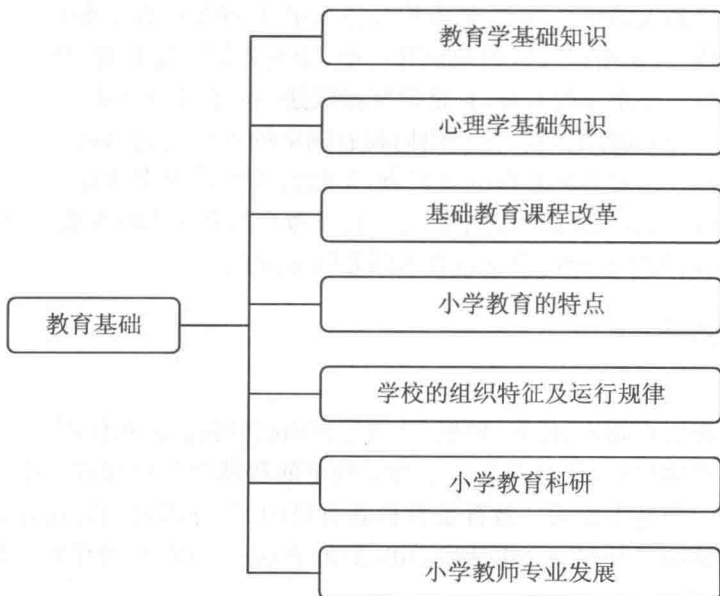 教育学基础知识
心理学基础知识
基础教育课程改革
小学教育的特点
教育基础
学校的组织特征及运行规律
小学教育科研
小学教师专业发展